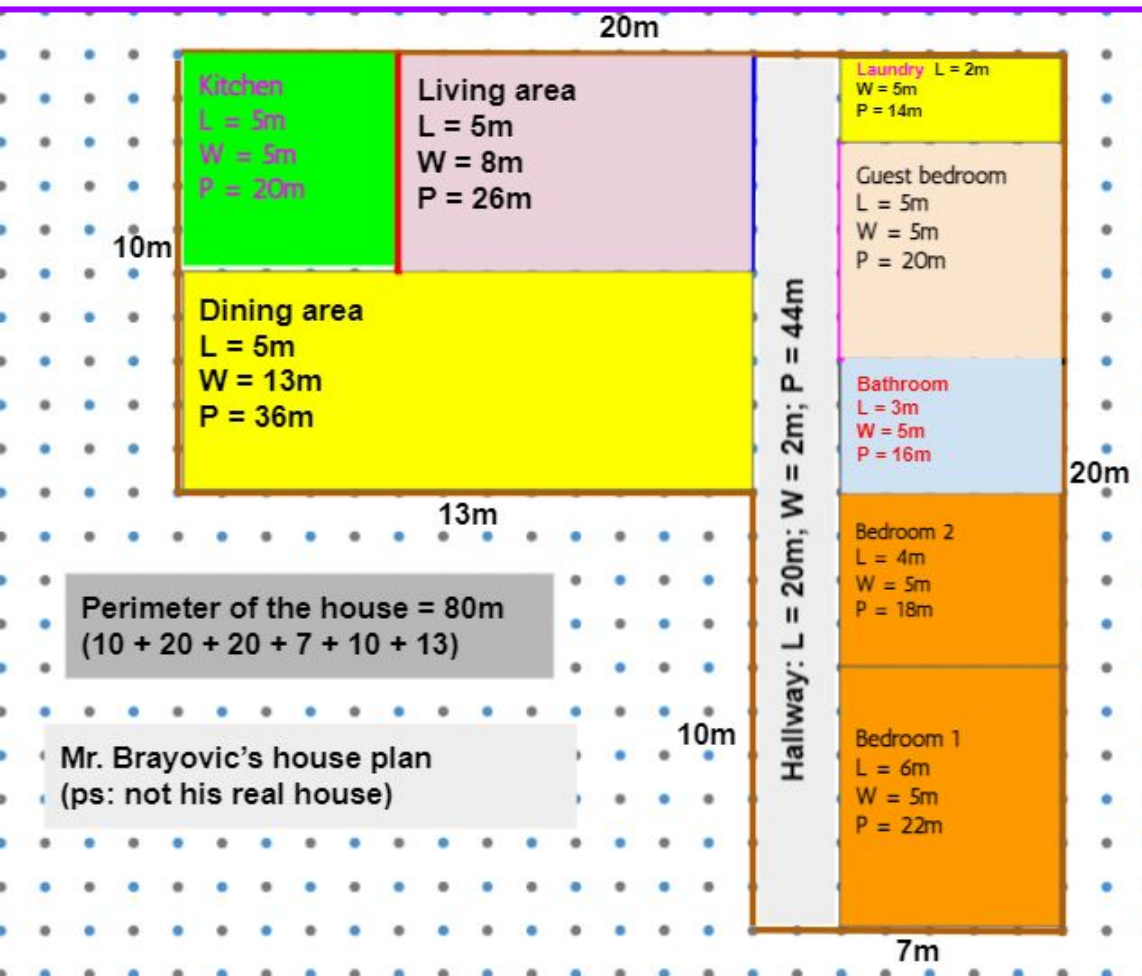 20m
Kitchen
L = 5m
W = 5m
P = 20m
Living area
L = 5m
W = 8m
P = 26m
Laundry L = 2m
W = 5m
P = 14m
Guest bedroom
L = 5m
W = 5m
P = 20m
10m
Dining area
L = 5m
W = 13m
P = 36m
Hallway: L = 20m; W = 2m; P = 44m
Bathroom
L = 3m
W = 5m
P = 16m
20m
13m
Bedroom 2
L = 4m
W = 5m
P = 18m
Perimeter of the house = 80m
(10 + 20 + 20 + 7 + 10 + 13)
10m
Mr. Brayovic's house plan
(ps: not his real house)
Bedroom 1
L = 6m
W = 5m
P = 22m
7m